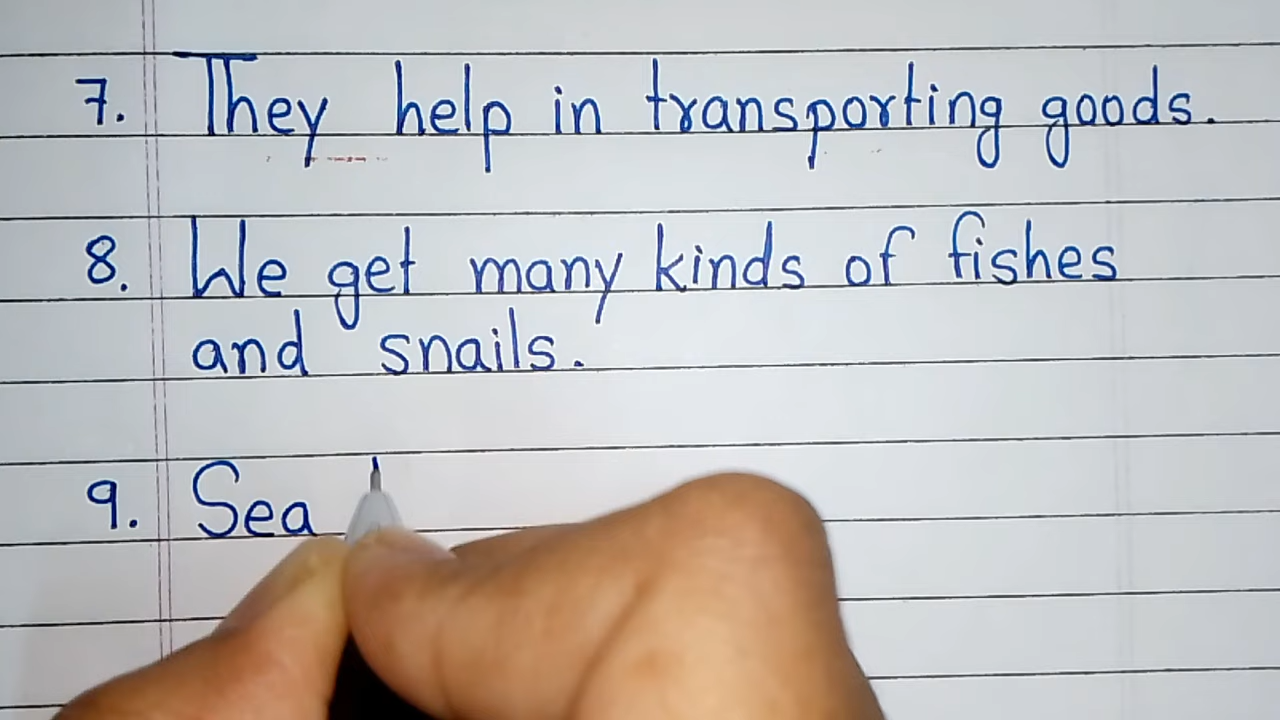 7. They help in transporting goods.
8. We get many kinds of fishes
and snails.
9. Sea